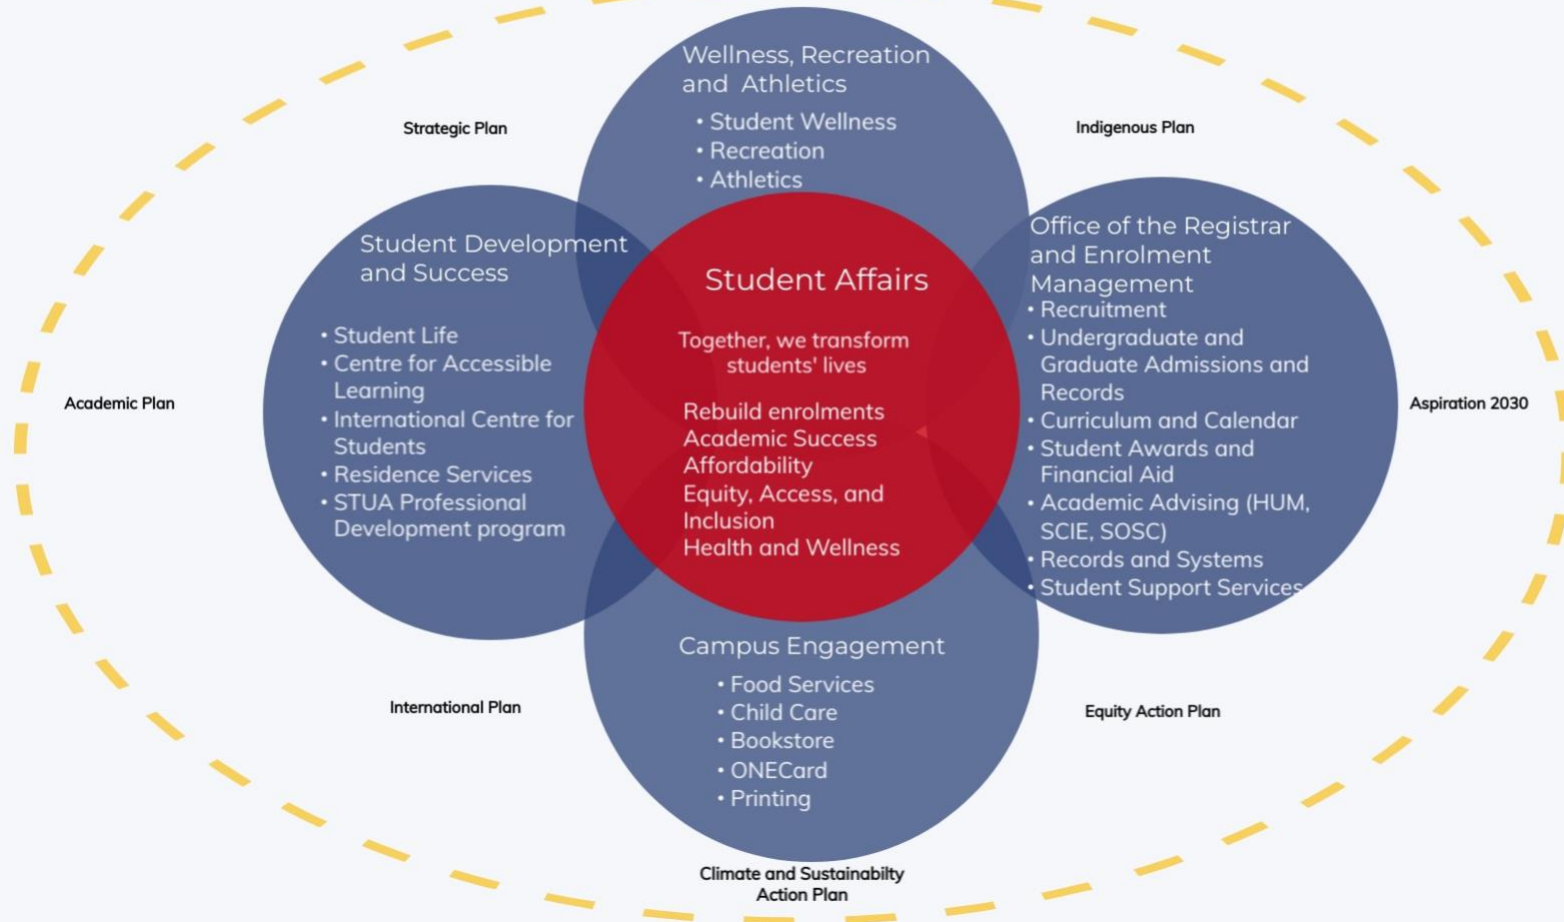 Wellness, Recreation
and Athletics
• Student Wellness
• Recreation
• Athletics
Strategic Plan
Indigenous Plan
Student Development
and Success
• Student Life
• Centre for Accessible
Learning
• International Centre for
Students
• Residence Services
• STUA Professional
Development program
Student Affairs
Together, we transform
students' lives
Rebuild enrolments
Academic Success
Affordability
Equity, Access, and
Inclusion
Health and Wellness
Office of the Registrar
and Enrolment
Management
• Recruitment
• Undergraduate and
Graduate Admissions and
Records
• Curriculum and Calendar
• Student Awards and
Financial Aid
• Academic Advising (HUM,
SCIE, SOSC)
• Records and Systems
• Student Support Services
Academic Plan
Aspiration 2030
Campus Engagement
• Food Services
• Child Care
• Bookstore
• ONECard
• Printing
International Plan
Equity Action Plan
Climate and Sustainabilty
Action Plan